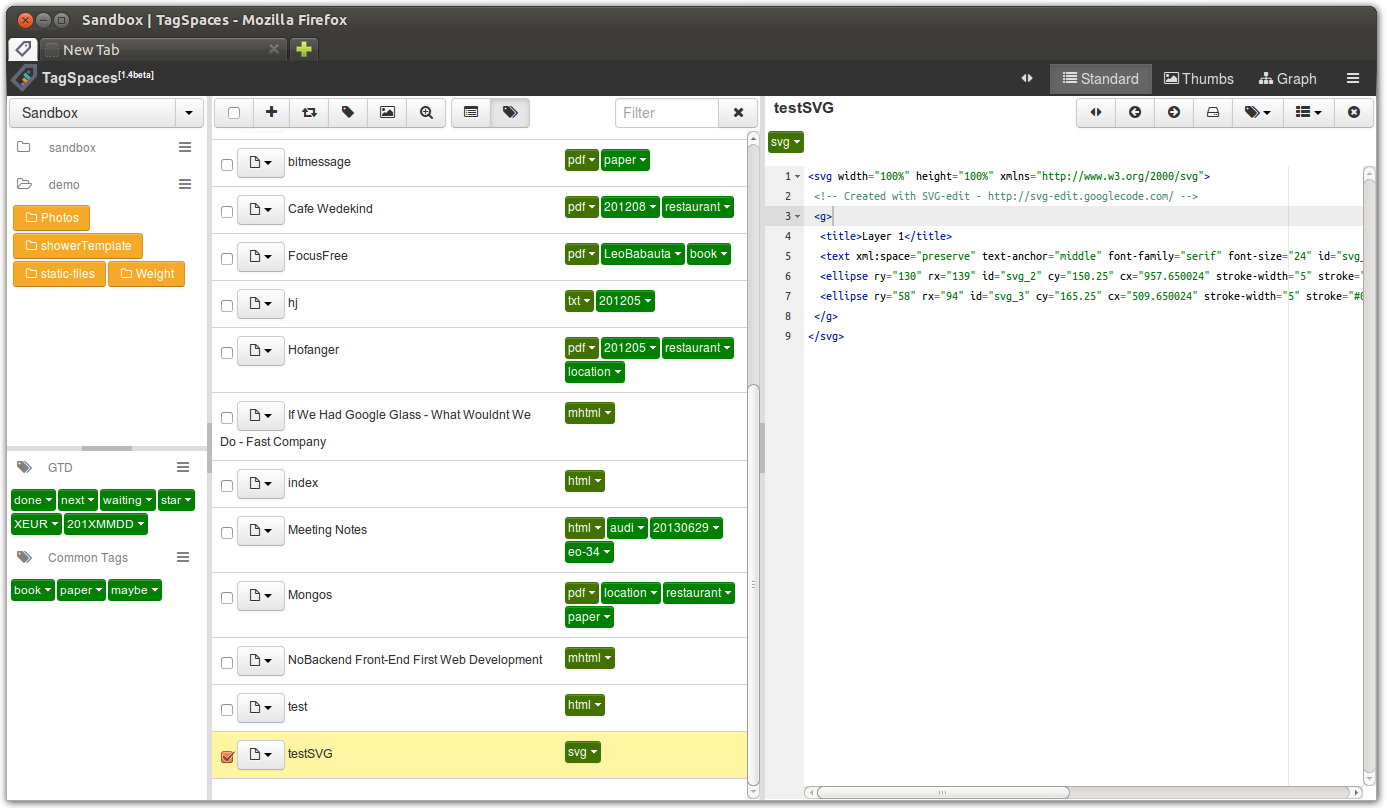 Sandbox | TagSpaces - Mozilla Firefox
New Tab
TagSpaces[1.4beta]
Standard
Thumbs
Graph
Sandbox
sandbox
demo
Photos
showerTemplate
static-files
Weight
GTD
done
next
waiting
star
XEUR
201XMMDD
Common Tags
book
paper
maybe
Filter
bitmessage
pdf
paper
Cafe Wedekind
pdf
201208
restaurant
FocusFree
pdf
LeoBabauta
book
hj
txt
201205
Hofanger
pdf
201205
restaurant
location
If We Had Google Glass - What Wouldnt We
Do - Fast Company
mhtml
index
html
Meeting Notes
html
audi
20130629
eo-34
Mongos
pdf
location
restaurant
paper
NoBackend Front-End First Web Development
mhtml
test
html
testSVG
svg
testSVG
svg
1 <svg width="100%" height="100%" xmlns="http://www.w3.org/2000/svg">
2 <!-- Created with SVG-edit - http://svg-edit.googlecode.com/ -->
3 <g>
4 <title>Layer 1</title>
5 <text xml:space="preserve" text-anchor="middle" font-family="serif" font-size="24" id="svg_
6 <ellipse ry="130" rx="139" id="svg_2" cy="150.25" cx="957.650024" stroke-width="5" stroke="
7 <ellipse ry="58" rx="94" id="svg_3" cy="165.25" cx="509.650024" stroke-width="5" stroke="#
8 </g>
9 </svg>